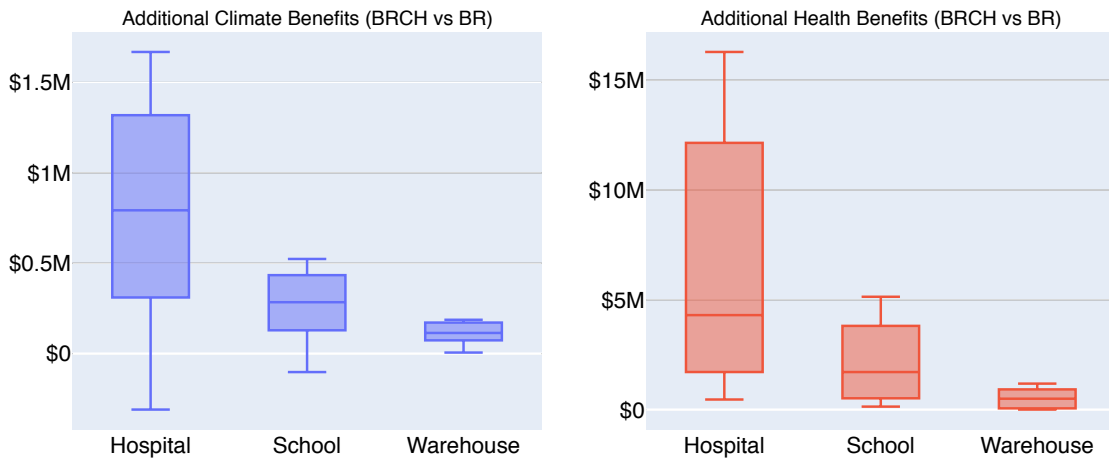 Additional Climate Benefits (BRCH vs BR)
$1.5M
$1M
$0.5M
$0
Hospital
School
Warehouse
Additional Health Benefits (BRCH vs BR)
$15M
$10M
$5M
$0
Hospital
School
Warehouse